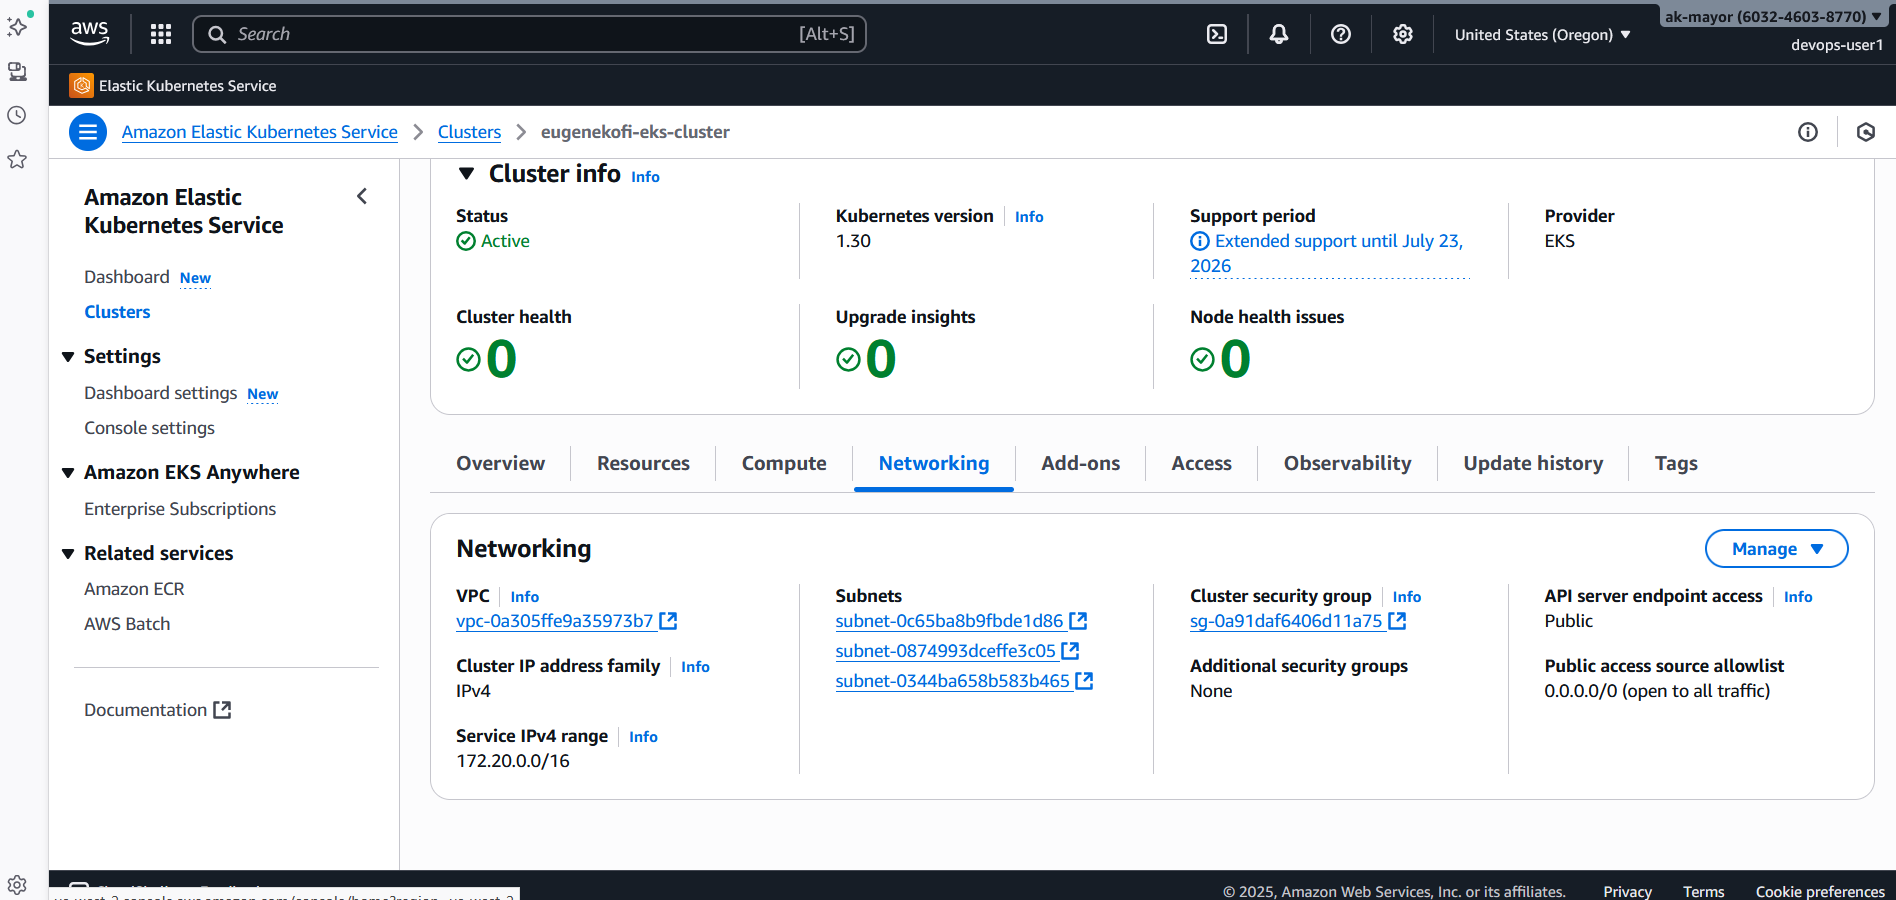 aws
Search [Alt+S]
United States (Oregon)
ak-mayor (6032-4603-8770)
devops-user1
Elastic Kubernetes Service
Amazon Elastic Kubernetes Service > Clusters > eugenekofi-eks-cluster
Amazon Elastic
Kubernetes Service
Dashboard New
Clusters
Settings
Dashboard settings New
Console settings
Amazon EKS Anywhere
Enterprise Subscriptions
Related services
Amazon ECR
AWS Batch
Documentation
Cluster info Info
Status
Active
Kubernetes version Info
1.30
Support period
Extended support until July 23,
2026
Provider
EKS
Cluster health
0
Upgrade insights
0
Node health issues
0
Overview Resources Compute Networking Add-ons Access Observability Update history Tags
Networking
Manage
VPC Info
vpc-0a305ffe9a35973b7
Cluster IP address family Info
IPv4
Service IPv4 range Info
172.20.0.0/16
Subnets
subnet-0c65ba8b9fbde1d86
subnet-0874993dceffe3c05
subnet-0344ba658b583b465
Cluster security group Info
sg-0a91daf6406d11a75
Additional security groups
None
API server endpoint access Info
Public
Public access source allowlist
0.0.0.0/0 (open to all traffic)
© 2025, Amazon Web Services, Inc. or its affiliates. Privacy Terms Cookie preferences